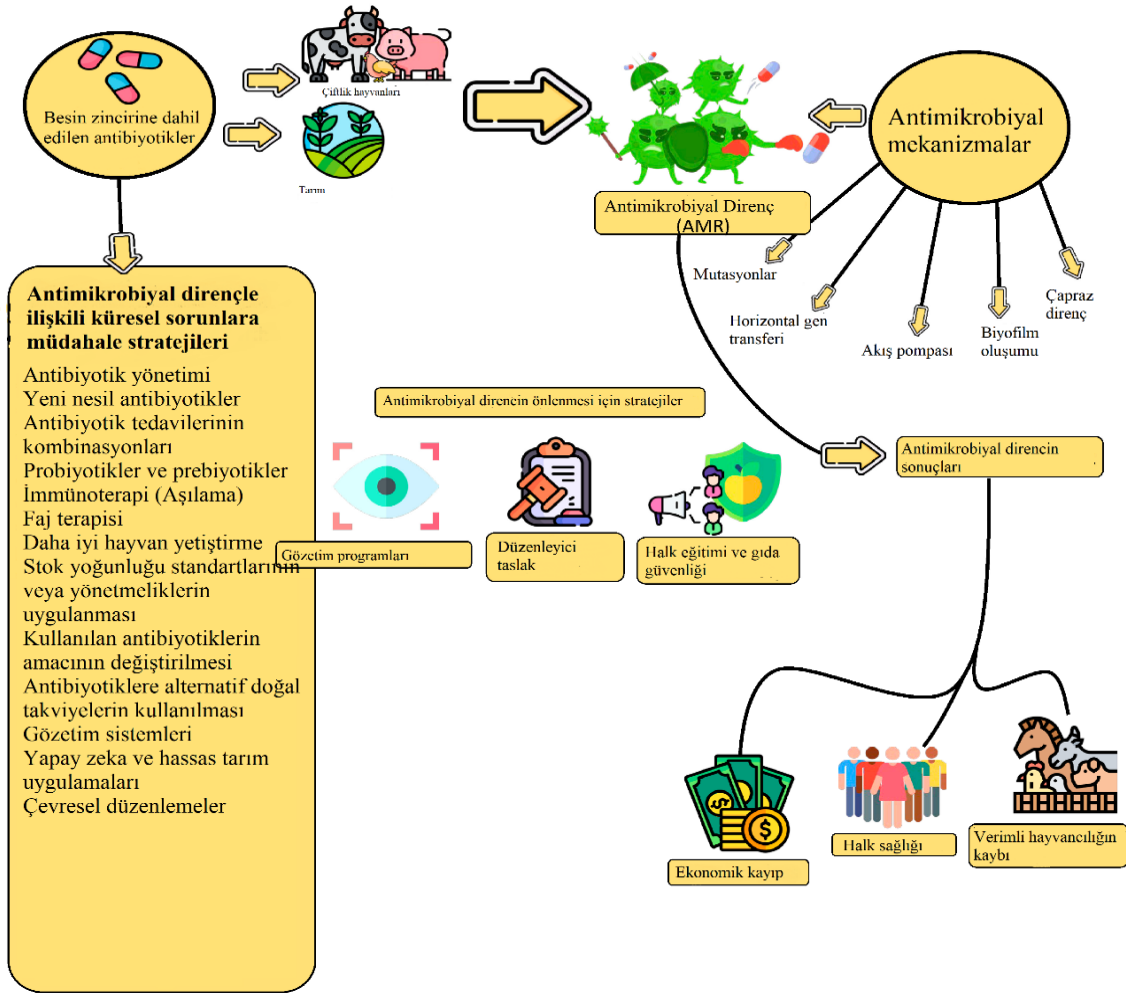 Besin zincirine dahil
edilen antibiyotikler
Çiftlik hayvanları
Tarım
Antimikrobiyal Direnç
(AMR)
Antimikrobiyal
mekanizmalar
Mutasyonlar
Horizontal gen
transferi
Akış pompası
Biyofilm
oluşumu
Çapraz
direnç
Antimikrobiyal dirençle
ilişkili küresel sorunlara
müdahale stratejileri
Antibiyotik yönetimi
Yeni nesil antibiyotikler
Antibiyotik tedavilerinin
kombinasyonları
Probiyotikler ve prebiyotikler
İmmünoterapi (Aşılama)
Faj terapisi
Daha iyi hayvan yetiştirme
Stok yoğunluğu standartlarının
veya yönetmeliklerin
uygulanması
Kullanılan antibiyotiklerin
amacının değiştirilmesi
Antibiyotiklere alternatif doğal
takviyelerin kullanılması
Gözetim sistemleri
Yapay zeka ve hassas tarım
uygulamaları
Çevresel düzenlemeler
Antimikrobiyal direncin önlenmesi için stratejiler
Gözetim programları
Düzenleyici
taslak
Halk eğitimi ve gıda
güvenliği
Antimikrobiyal direncin
sonuçları
Ekonomik kayıp
Halk sağlığı
Verimli hayvancılığın
kaybı